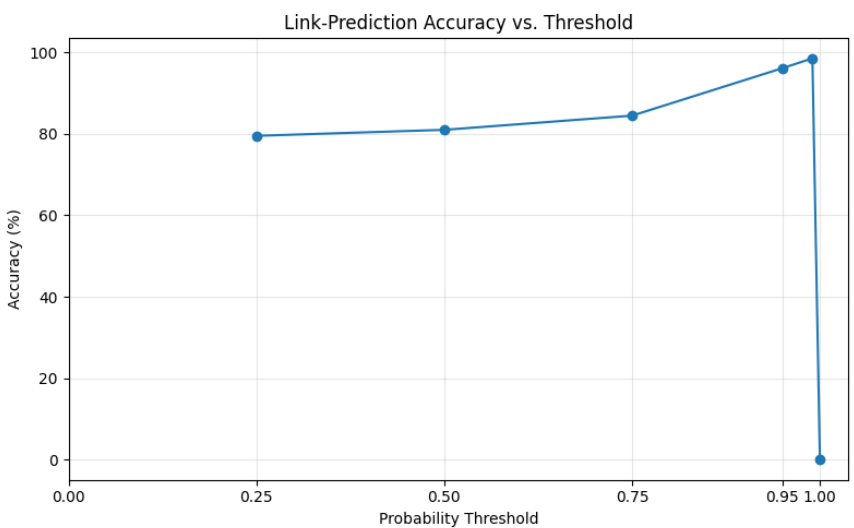 Link-Prediction Accuracy vs. Threshold
Accuracy (%)
100
80
60
40
20
0
0.00 0.25 0.50 0.75 0.95 1.00
Probability Threshold